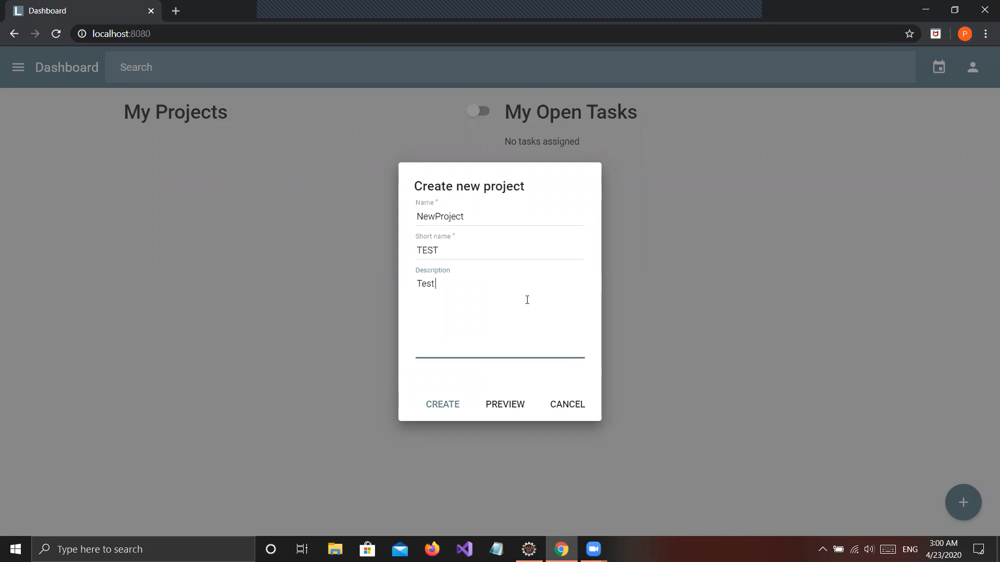 L Dashboard
localhost:8080
P
Dashboard
Search
My Projects
My Open Tasks
No tasks assigned
Create new project
Name *
NewProject
Short name *
TEST
Description
Test
CREATE PREVIEW CANCEL
Type here to search
ENG
3:00 AM
4/23/2020